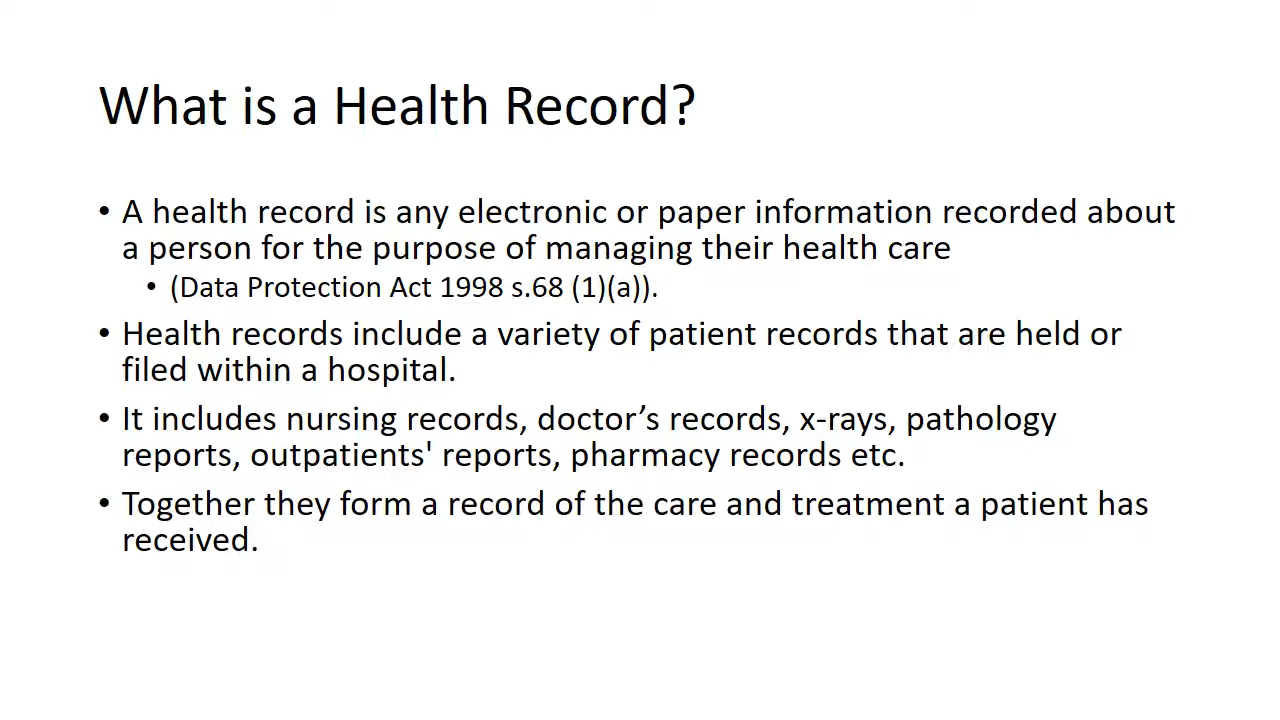 What is a Health Record?
• A health record is any electronic or paper information recorded about
a person for the purpose of managing their health care
• (Data Protection Act 1998 s.68 (1)(a)).
• Health records include a variety of patient records that are held or
filed within a hospital.
• It includes nursing records, doctor’s records, x-rays, pathology
reports, outpatients' reports, pharmacy records etc.
• Together they form a record of the care and treatment a patient has
received.